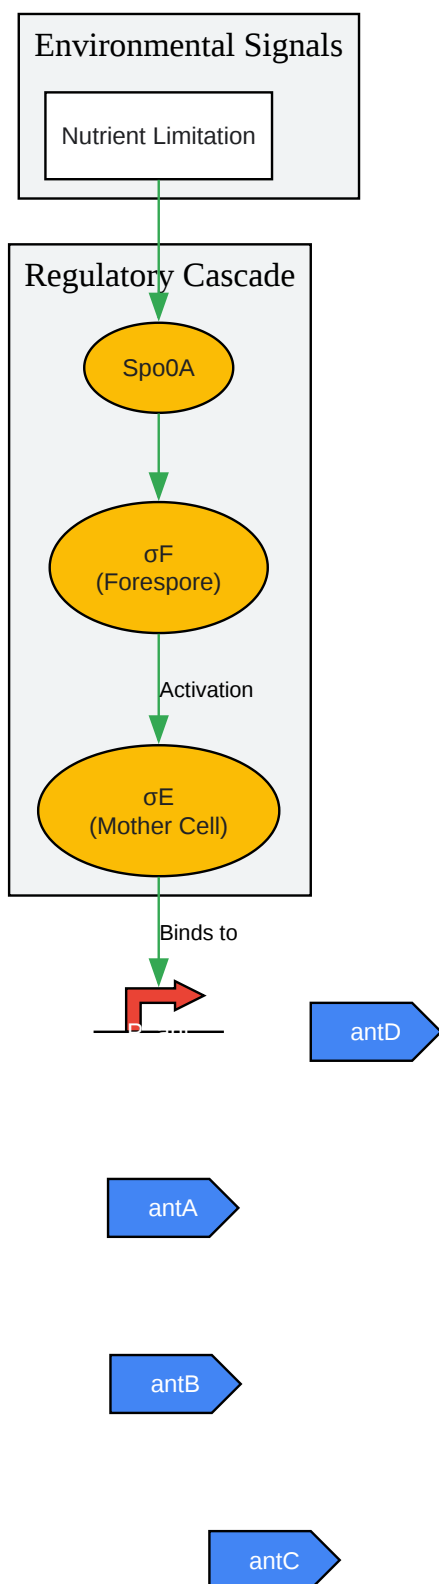 Environmental Signals
Nutrient Limitation
Regulatory Cascade
Spo0A
σF
(Forespore)
Activation
σE
(Mother Cell)
Binds to
antD
antA
antB
antC